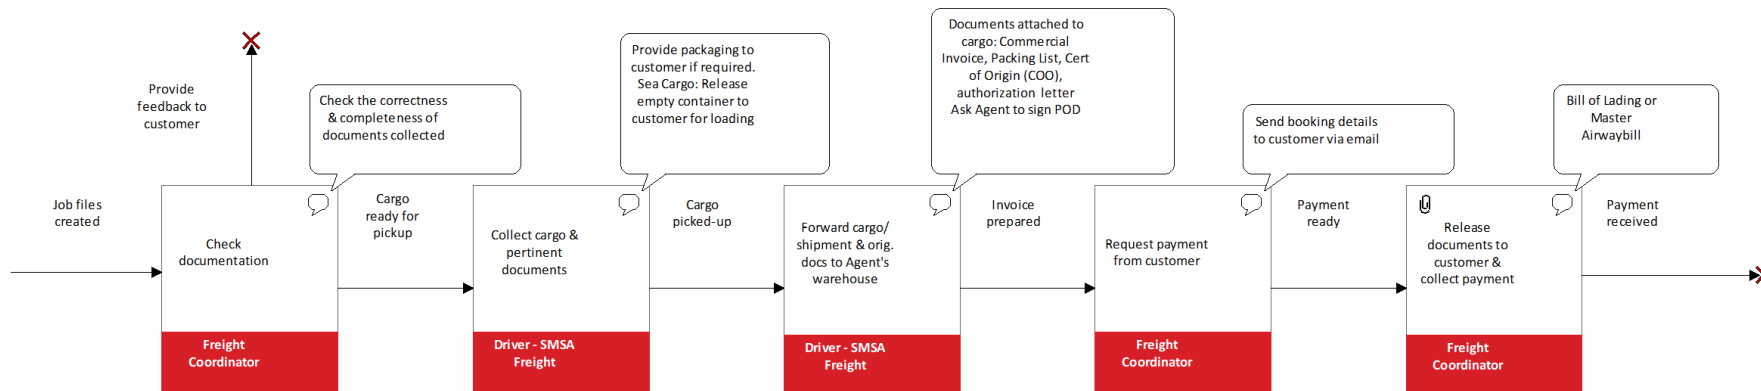 Job files
created
Provide
feedback to
customer
Check the correctness
& completeness of
documents collected
Check
documentation
Freight
Coordinator
Cargo
ready for
pickup
Provide packaging to
customer if required.
Sea Cargo: Release
empty container to
customer for loading
Collect cargo &
pertinent
documents
Driver - SMSA
Freight
Cargo
picked-up
Documents attached to
cargo: Commercial
Invoice, Packing List, Cert
of Origin (COO),
authorization letter
Ask Agent to sign POD
Forward cargo/
shipment & orig.
docs to Agent's
warehouse
Driver - SMSA
Freight
Invoice
prepared
Send booking details
to customer via email
Request payment
from customer
Freight
Coordinator
Payment
ready
Bill of Lading or
Master
Airwaybill
Release
documents to
customer &
collect payment
Freight
Coordinator
Payment
received